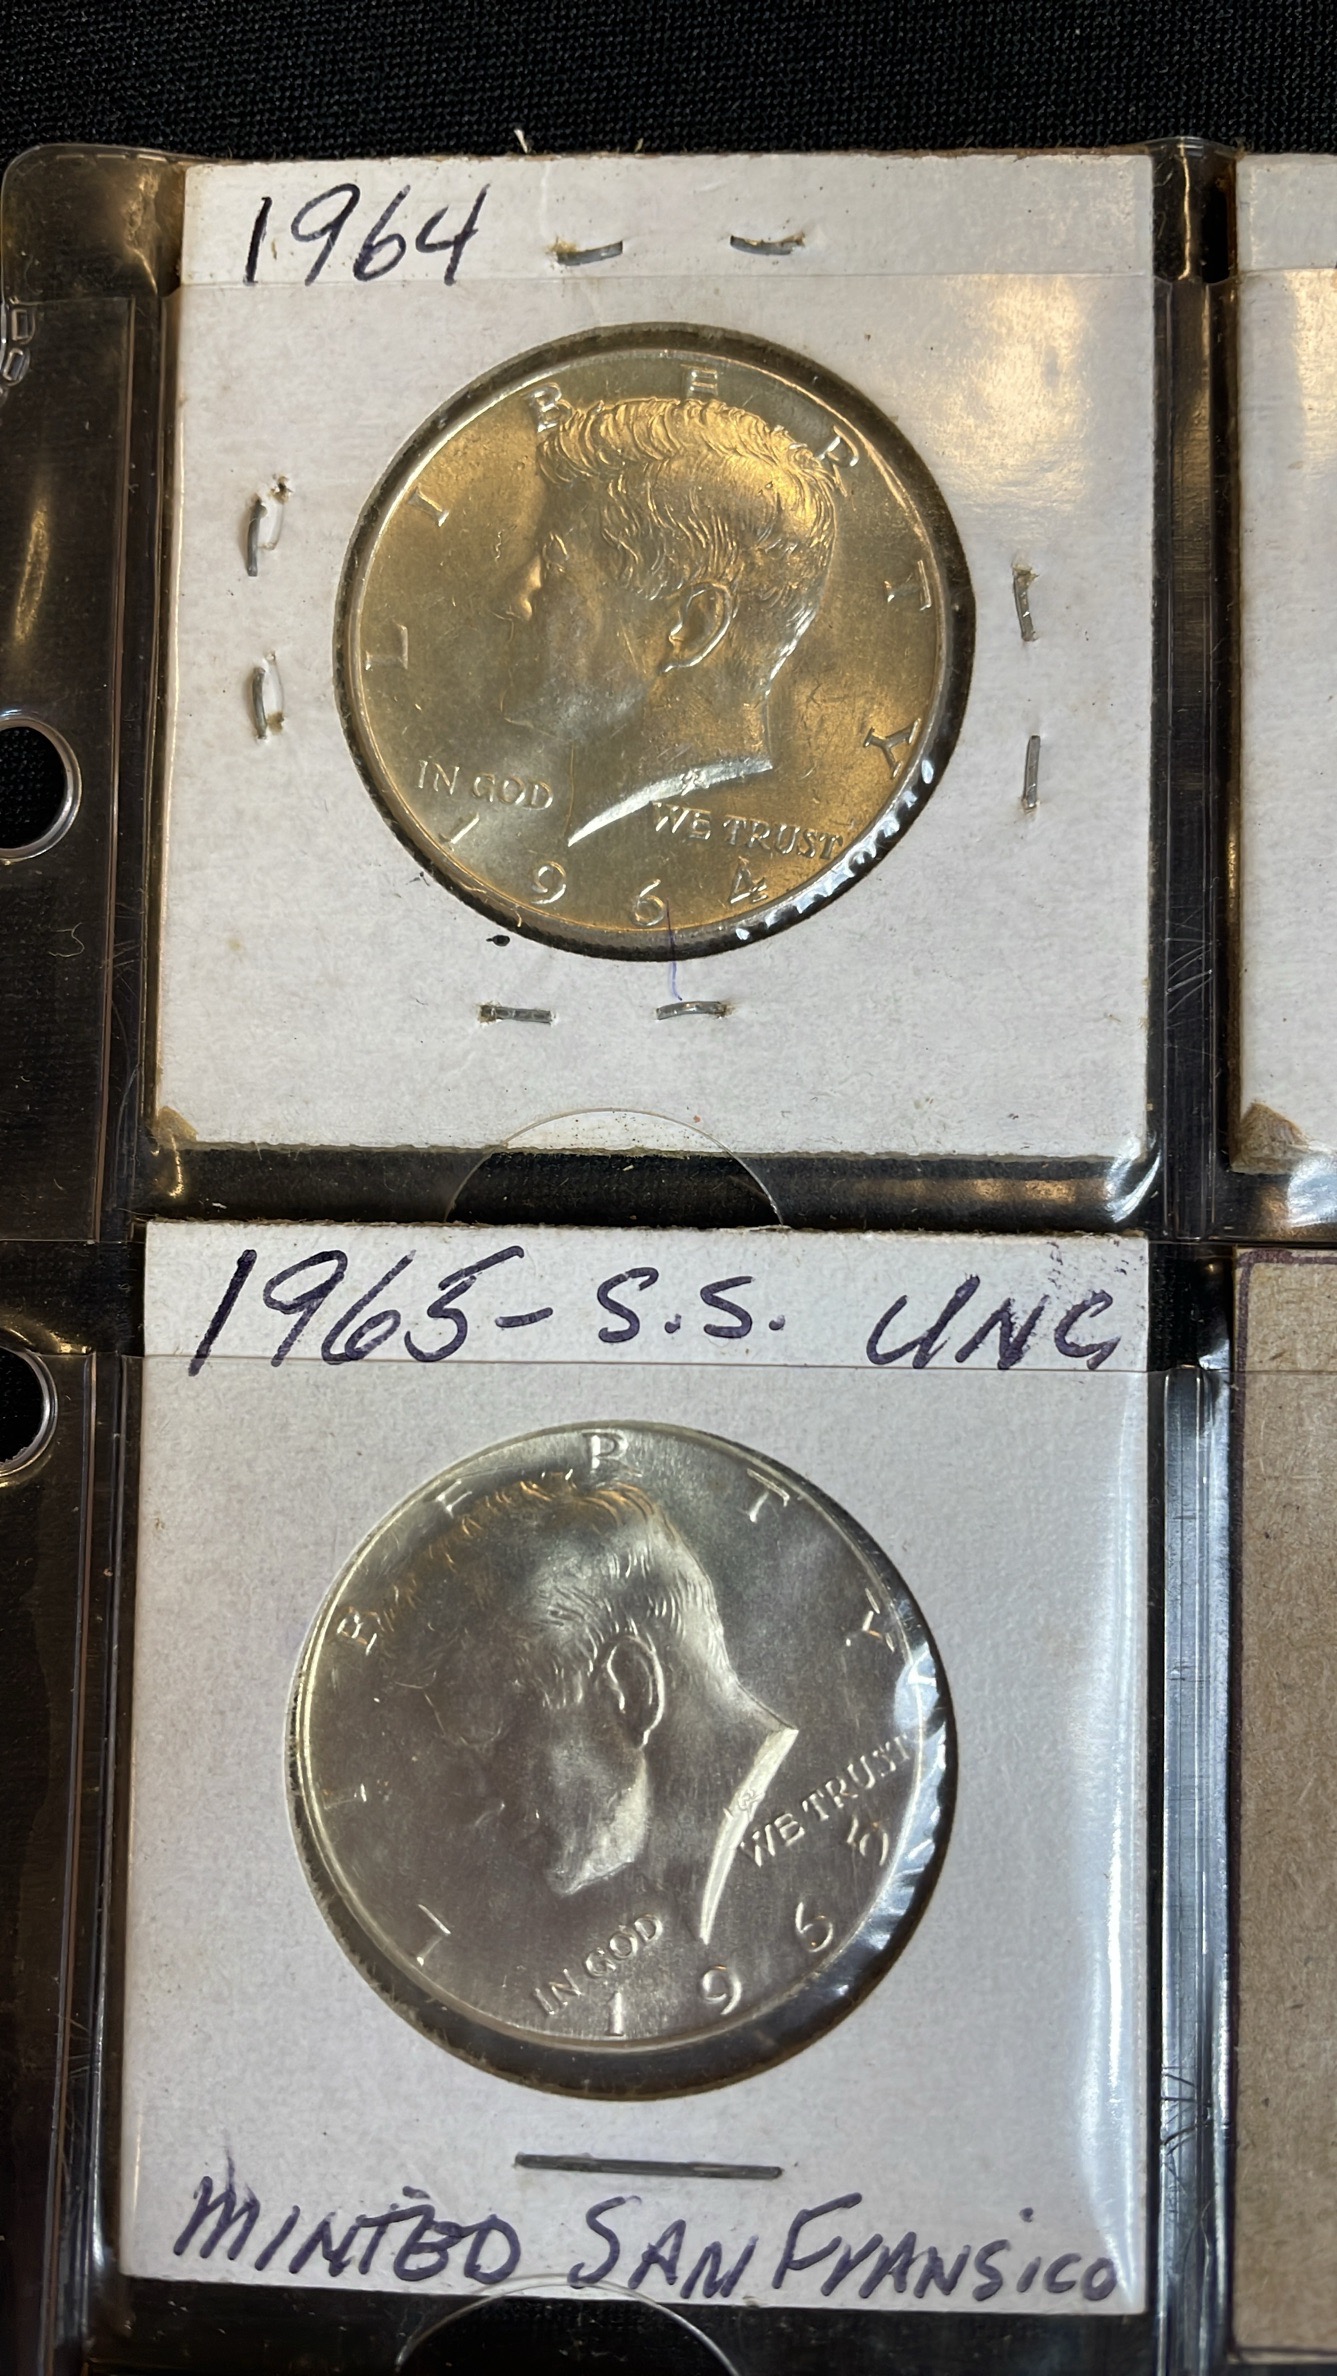 1964
LIBERTY
IN GOD WE TRUST
1964
1965-S.S. UNC
LIBERTY
IN GOD WE TRUST
1965
MINTED SAN FRANSICO